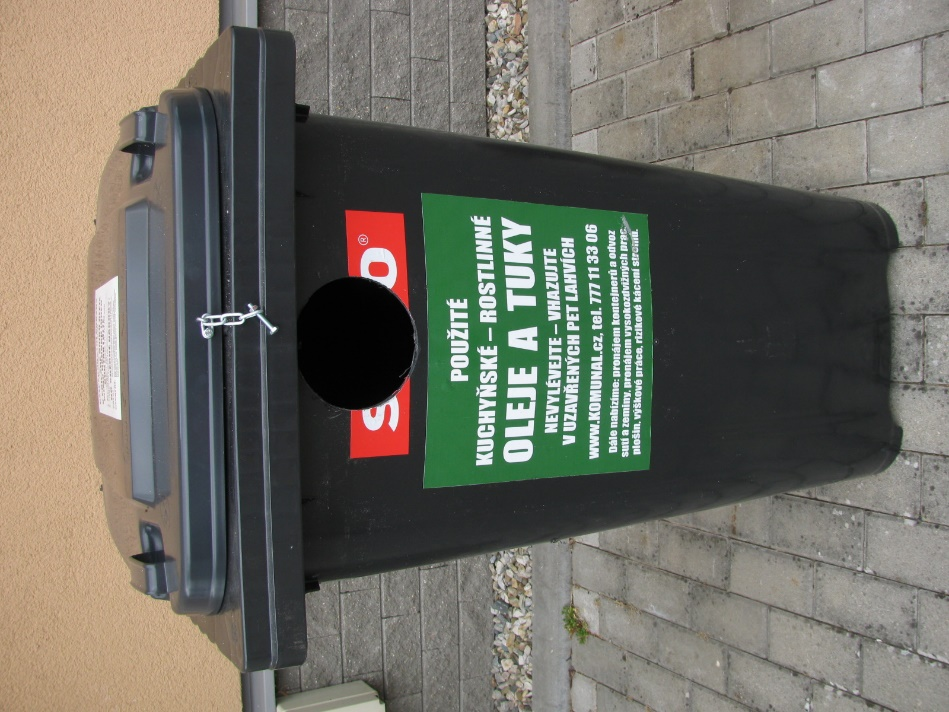 POUŽITÉ
KUCHYŇSKÉ – ROSTLINNÉ
OLEJE A TUKY
NEVYLÉVEJTE – VHAZUJTE
V UZAVŘENÝCH PET LAHVÍCH
WWW.KOMUNAL.cz, tel. 777 11 33 06
Dále nabízíme: pronájem kontejnerů a odvoz
suti a zeminy, pronájem vysokozdvižných prac.
plošin, výškové práce, rizikové kácení stromů.